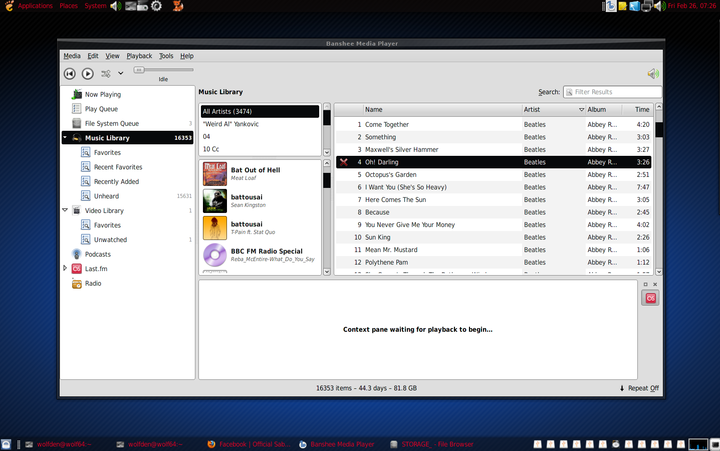 Applications Places System Fri Feb 26, 07:26
Banshee Media Player
Media Edit View Playback Tools Help
Idle
Now Playing
Play Queue
File System Queue 3
Music Library 16353
Favorites
Recent Favorites
Recently Added
Unheard 15631
Video Library 1
Favorites
Unwatched 1
Podcasts
Last.fm
Radio
Music Library
Search: Filter Results
All Artists (3474)
"Weird Al" Yankovic
04
10 Cc
Bat Out of Hell
Meat Loaf
battousai
Sean Kingston
battousai
T-Pain ft. Stat Quo
BBC FM Radio Special
Reba_McEntire-What_Do_You_Say
Name Artist Album Time
1 Come Together Beatles Abbey R... 4:20
2 Something Beatles Abbey R... 3:03
3 Maxwell's Silver Hammer Beatles Abbey R... 3:27
4 Oh! Darling Beatles Abbey R... 3:26
5 Octopus's Garden Beatles Abbey R... 2:51
6 I Want You (She's So Heavy) Beatles Abbey R... 7:47
7 Here Comes The Sun Beatles Abbey R... 3:05
8 Because Beatles Abbey R... 2:45
9 You Never Give Me Your Money Beatles Abbey R... 4:02
10 Sun King Beatles Abbey R... 2:26
11 Mean Mr. Mustard Beatles Abbey R... 1:06
12 Polythene Pam Beatles Abbey R... 1:12
Context pane waiting for playback to begin...
16353 items – 44.3 days – 81.8 GB
Repeat Off
wolfden@wolf64:~ wolfden@wolf64:~ Facebook | Official Sab... Banshee Media Player STORAGE_ - File Browser